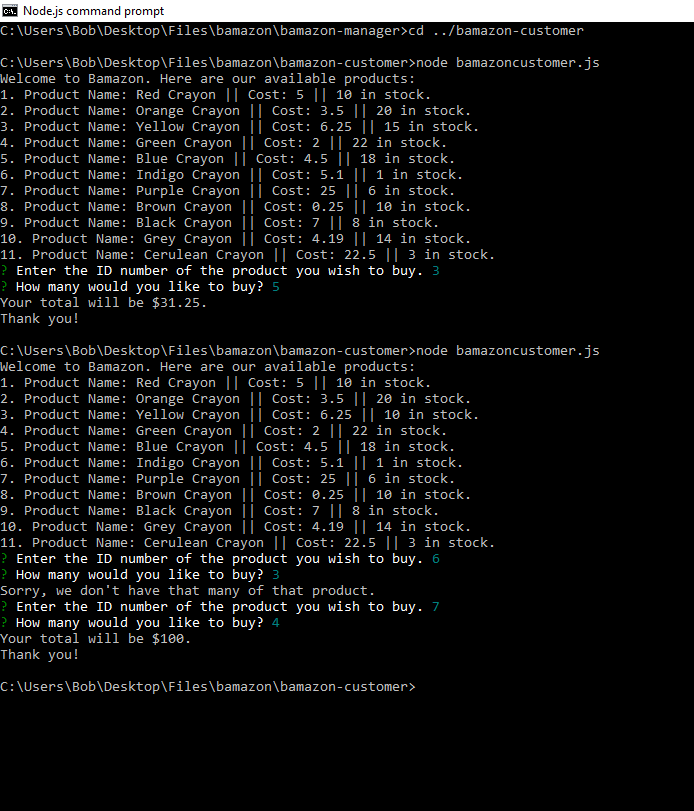 Node.js command prompt
C:\Users\Bob\Desktop\Files\bamazon\bamazon-manager>cd ../bamazon-customer
C:\Users\Bob\Desktop\Files\bamazon\bamazon-customer>node bamazoncustomer.js
Welcome to Bamazon. Here are our available products:
1. Product Name: Red Crayon || Cost: 5 || 10 in stock.
2. Product Name: Orange Crayon || Cost: 3.5 || 20 in stock.
3. Product Name: Yellow Crayon || Cost: 6.25 || 15 in stock.
4. Product Name: Green Crayon || Cost: 2 || 22 in stock.
5. Product Name: Blue Crayon || Cost: 4.5 || 18 in stock.
6. Product Name: Indigo Crayon || Cost: 5.1 || 1 in stock.
7. Product Name: Purple Crayon || Cost: 25 || 6 in stock.
8. Product Name: Brown Crayon || Cost: 0.25 || 10 in stock.
9. Product Name: Black Crayon || Cost: 7 || 8 in stock.
10. Product Name: Grey Crayon || Cost: 4.19 || 14 in stock.
11. Product Name: Cerulean Crayon || Cost: 22.5 || 3 in stock.
? Enter the ID number of the product you wish to buy. 3
? How many would you like to buy? 5
Your total will be $31.25.
Thank you!
C:\Users\Bob\Desktop\Files\bamazon\bamazon-customer>node bamazoncustomer.js
Welcome to Bamazon. Here are our available products:
1. Product Name: Red Crayon || Cost: 5 || 10 in stock.
2. Product Name: Orange Crayon || Cost: 3.5 || 20 in stock.
3. Product Name: Yellow Crayon || Cost: 6.25 || 10 in stock.
4. Product Name: Green Crayon || Cost: 2 || 22 in stock.
5. Product Name: Blue Crayon || Cost: 4.5 || 18 in stock.
6. Product Name: Indigo Crayon || Cost: 5.1 || 1 in stock.
7. Product Name: Purple Crayon || Cost: 25 || 6 in stock.
8. Product Name: Brown Crayon || Cost: 0.25 || 10 in stock.
9. Product Name: Black Crayon || Cost: 7 || 8 in stock.
10. Product Name: Grey Crayon || Cost: 4.19 || 14 in stock.
11. Product Name: Cerulean Crayon || Cost: 22.5 || 3 in stock.
? Enter the ID number of the product you wish to buy. 6
? How many would you like to buy? 3
Sorry, we don't have that many of that product.
? Enter the ID number of the product you wish to buy. 7
? How many would you like to buy? 4
Your total will be $100.
Thank you!
C:\Users\Bob\Desktop\Files\bamazon\bamazon-customer>